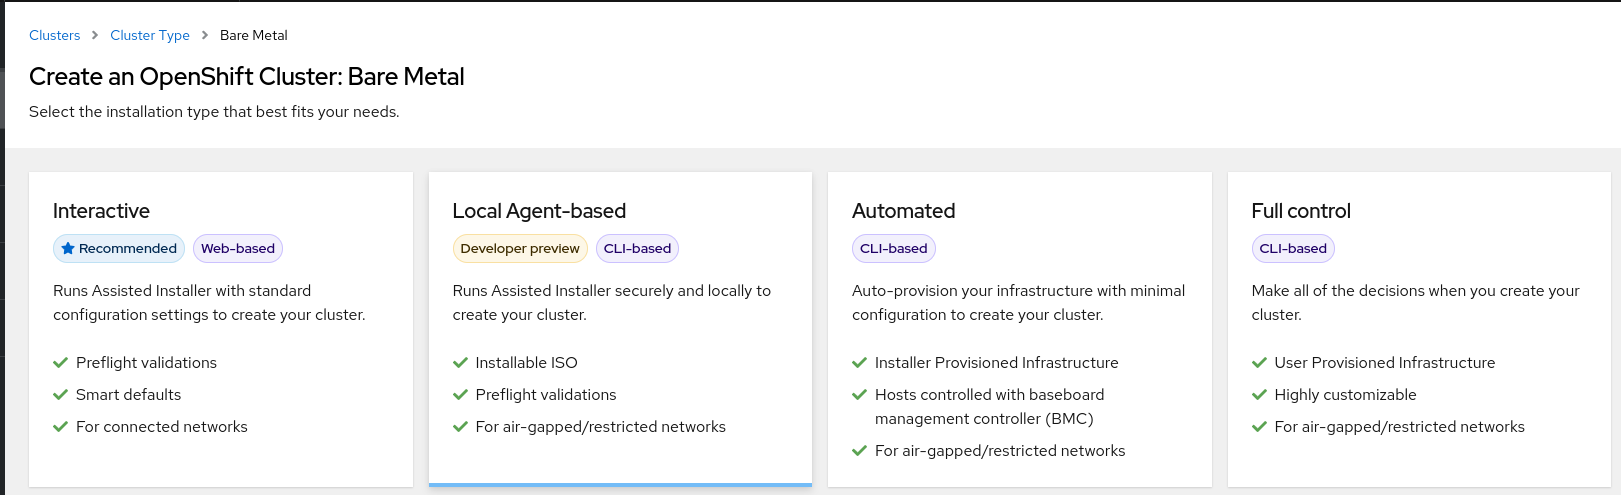 Clusters > Cluster Type > Bare Metal
Create an OpenShift Cluster: Bare Metal
Select the installation type that best fits your needs.
Interactive
Recommended Web-based
Runs Assisted Installer with standard
configuration settings to create your cluster.
Preflight validations
Smart defaults
For connected networks
Local Agent-based
Developer preview CLI-based
Runs Assisted Installer securely and locally to
create your cluster.
Installable ISO
Preflight validations
For air-gapped/restricted networks
Automated
CLI-based
Auto-provision your infrastructure with minimal
configuration to create your cluster.
Installer Provisioned Infrastructure
Hosts controlled with baseboard
management controller (BMC)
For air-gapped/restricted networks
Full control
CLI-based
Make all of the decisions when you create your
cluster.
User Provisioned Infrastructure
Highly customizable
For air-gapped/restricted networks